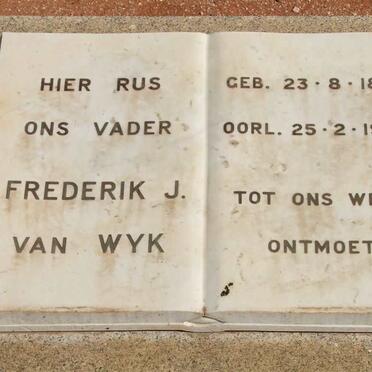 HIER RUS
ONS VADER
FREDERIK J.
VAN WYK
GEB. 23·8·18
OORL. 25·2·19
TOT ONS
ONTMOET